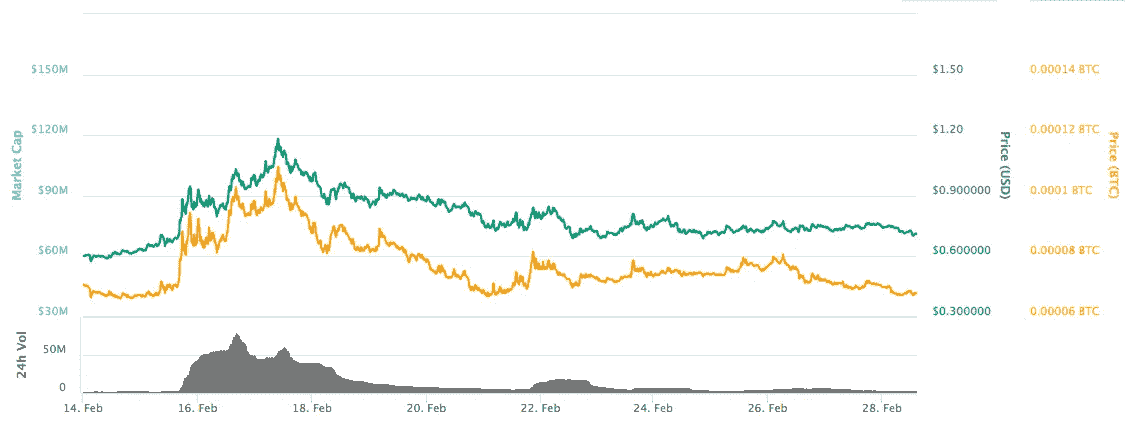 $150M
$1.50
0.00014 BTC
$120M
$1.20
0.00012 BTC
Market Cap
Price (USD)
Price (BTC)
$90M
$0.900000
0.0001 BTC
$60M
$0.600000
0.00008 BTC
$30M
$0.300000
0.00006 BTC
24h Vol
50M
0
14. Feb
16. Feb
18. Feb
20. Feb
22. Feb
24. Feb
26. Feb
28. Feb